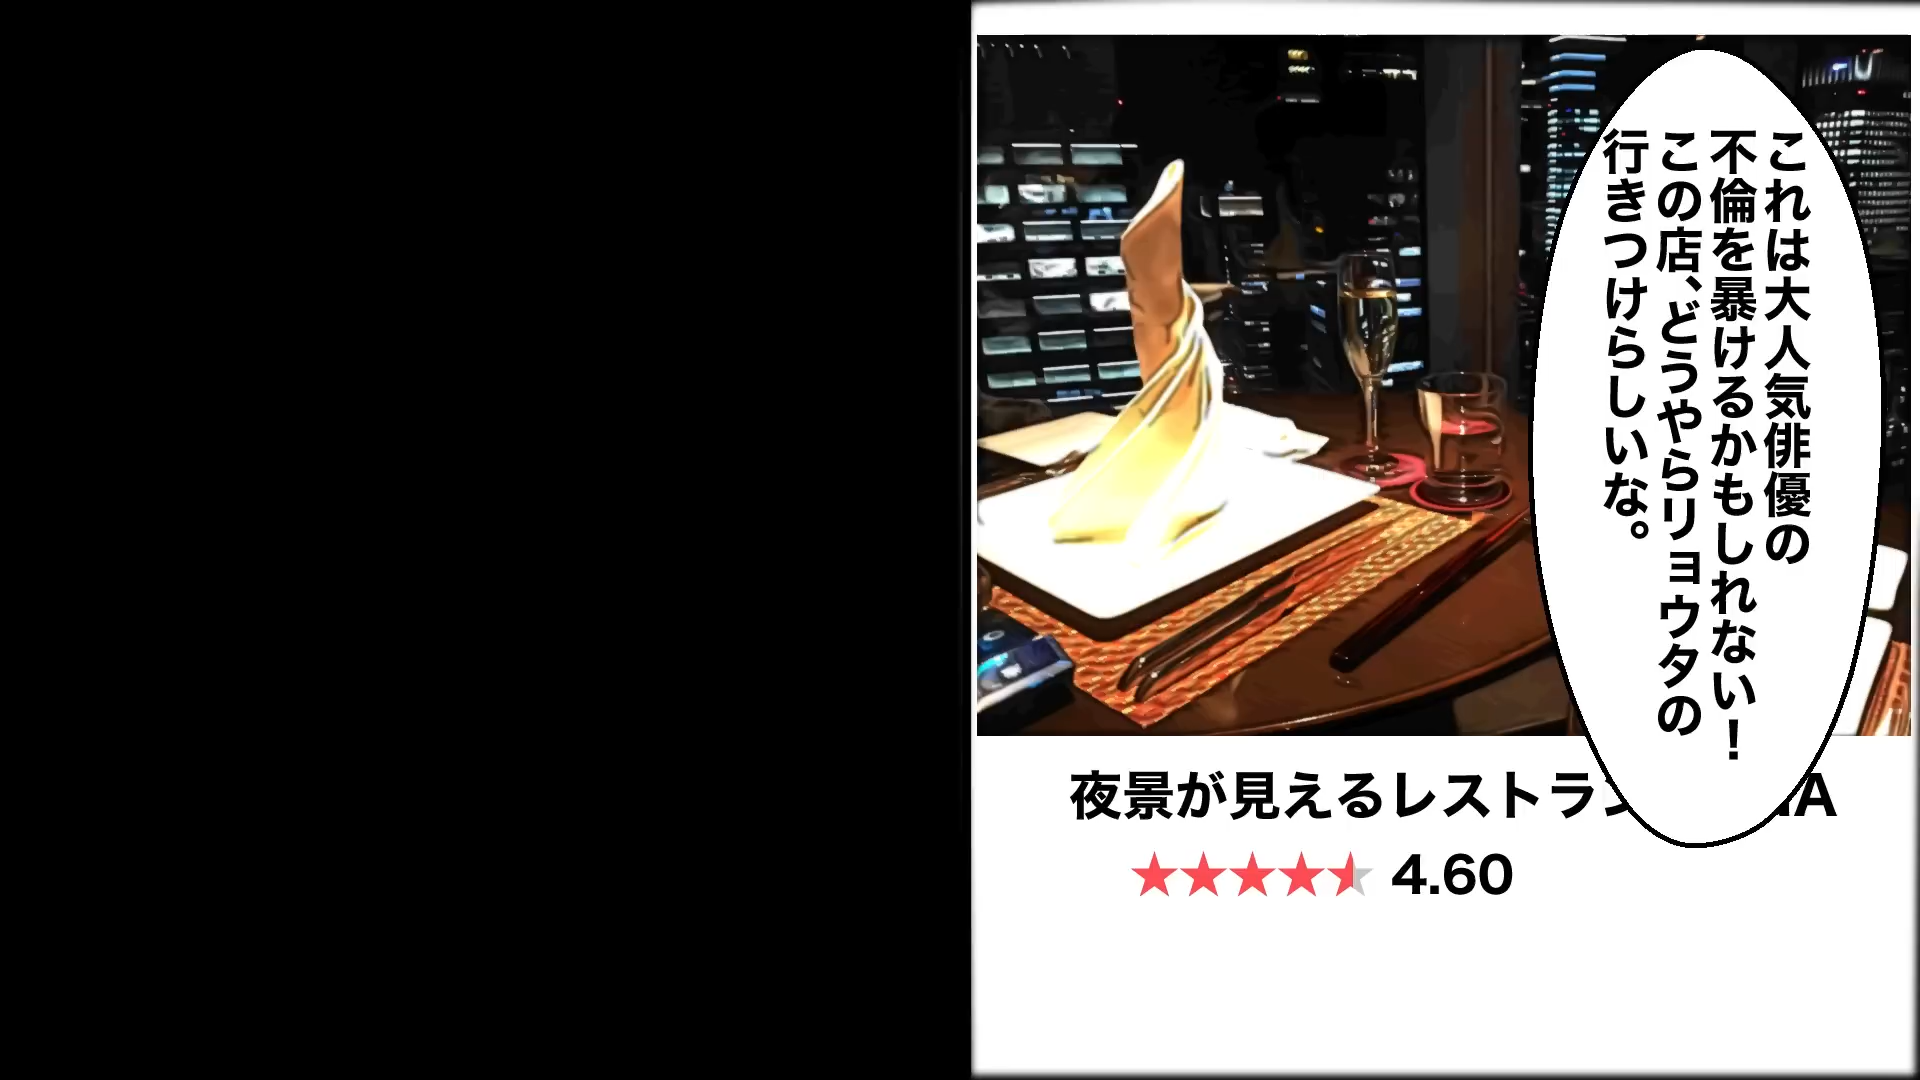 これは大人気俳優の
不倫を暴けるかもしれない！
この店、どうやらリョウタの
行きつけらしいな。
夜景が見えるレストラン
4.60